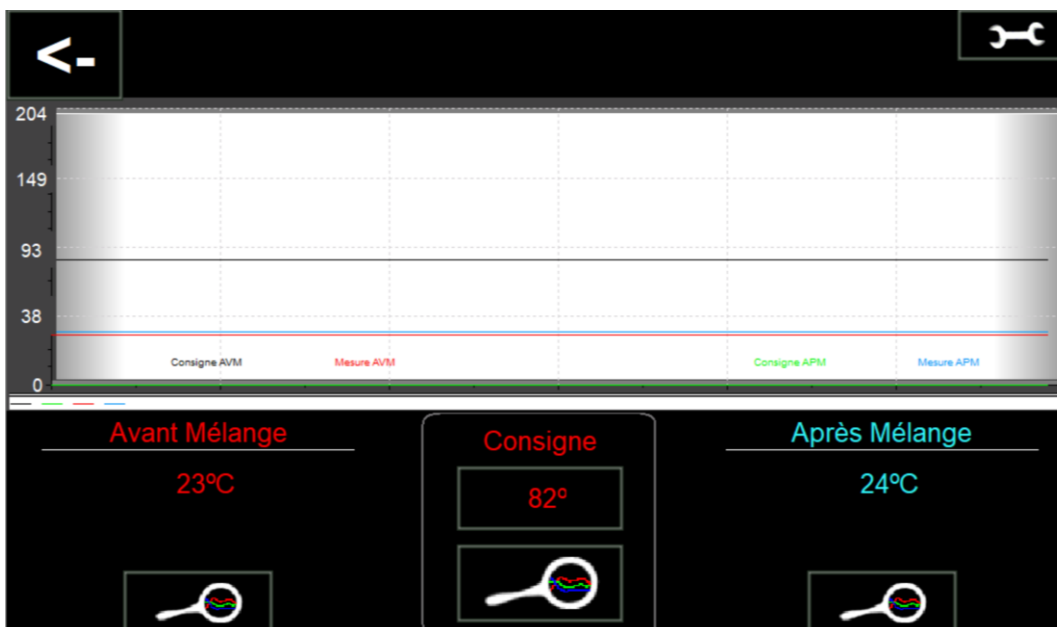 <-
204
149
93
38
0
Consigne AVM Mesure AVM Consigne APM Mesure APM
Avant Mélange Consigne Après Mélange
23ºC 82º 24ºC